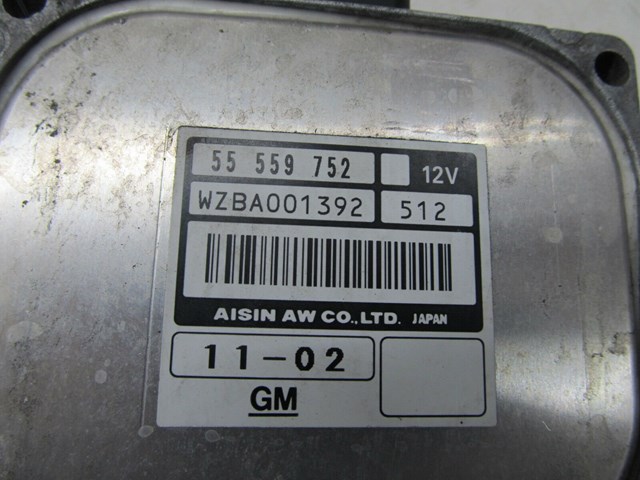 55 559 752 12V
WZBA001392 512
AISIN AW CO.,LTD. JAPAN
11-02
GM